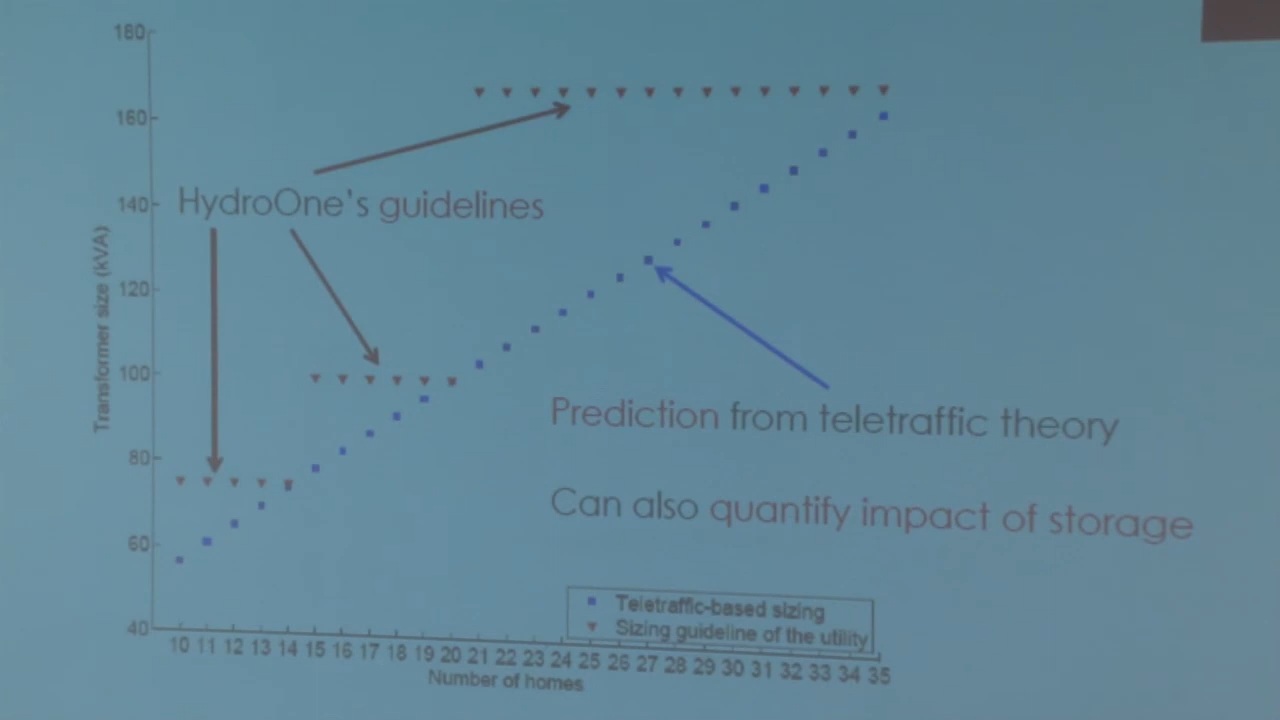 180
160
140
120
100
80
60
40
Transformer size (kVA)
HydroOne's guidelines
Prediction from teletraffic theory
Can also quantify impact of storage
Teletraffic-based sizing
Sizing guideline of the utility
10 11 12 13 14 15 16 17 18 19 20 21 22 23 24 25 26 27 28 29 30 31 32 33 34 35
Number of homes